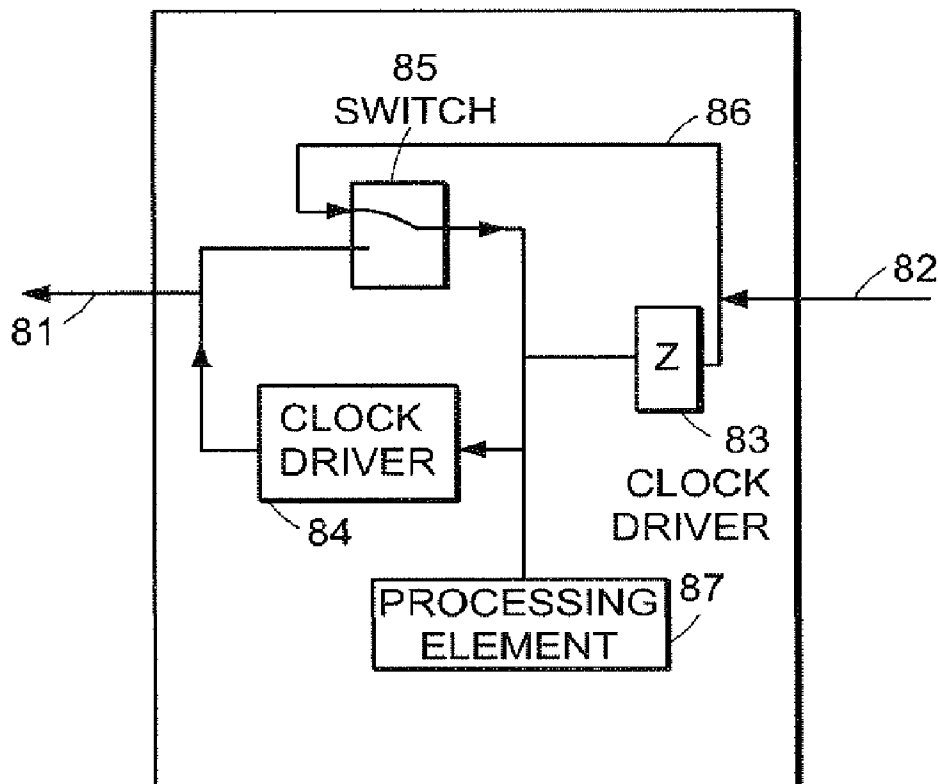 85
SWITCH
86
82
81
Z
CLOCK
DRIVER
83
CLOCK
DRIVER
84
PROCESSING
ELEMENT
87